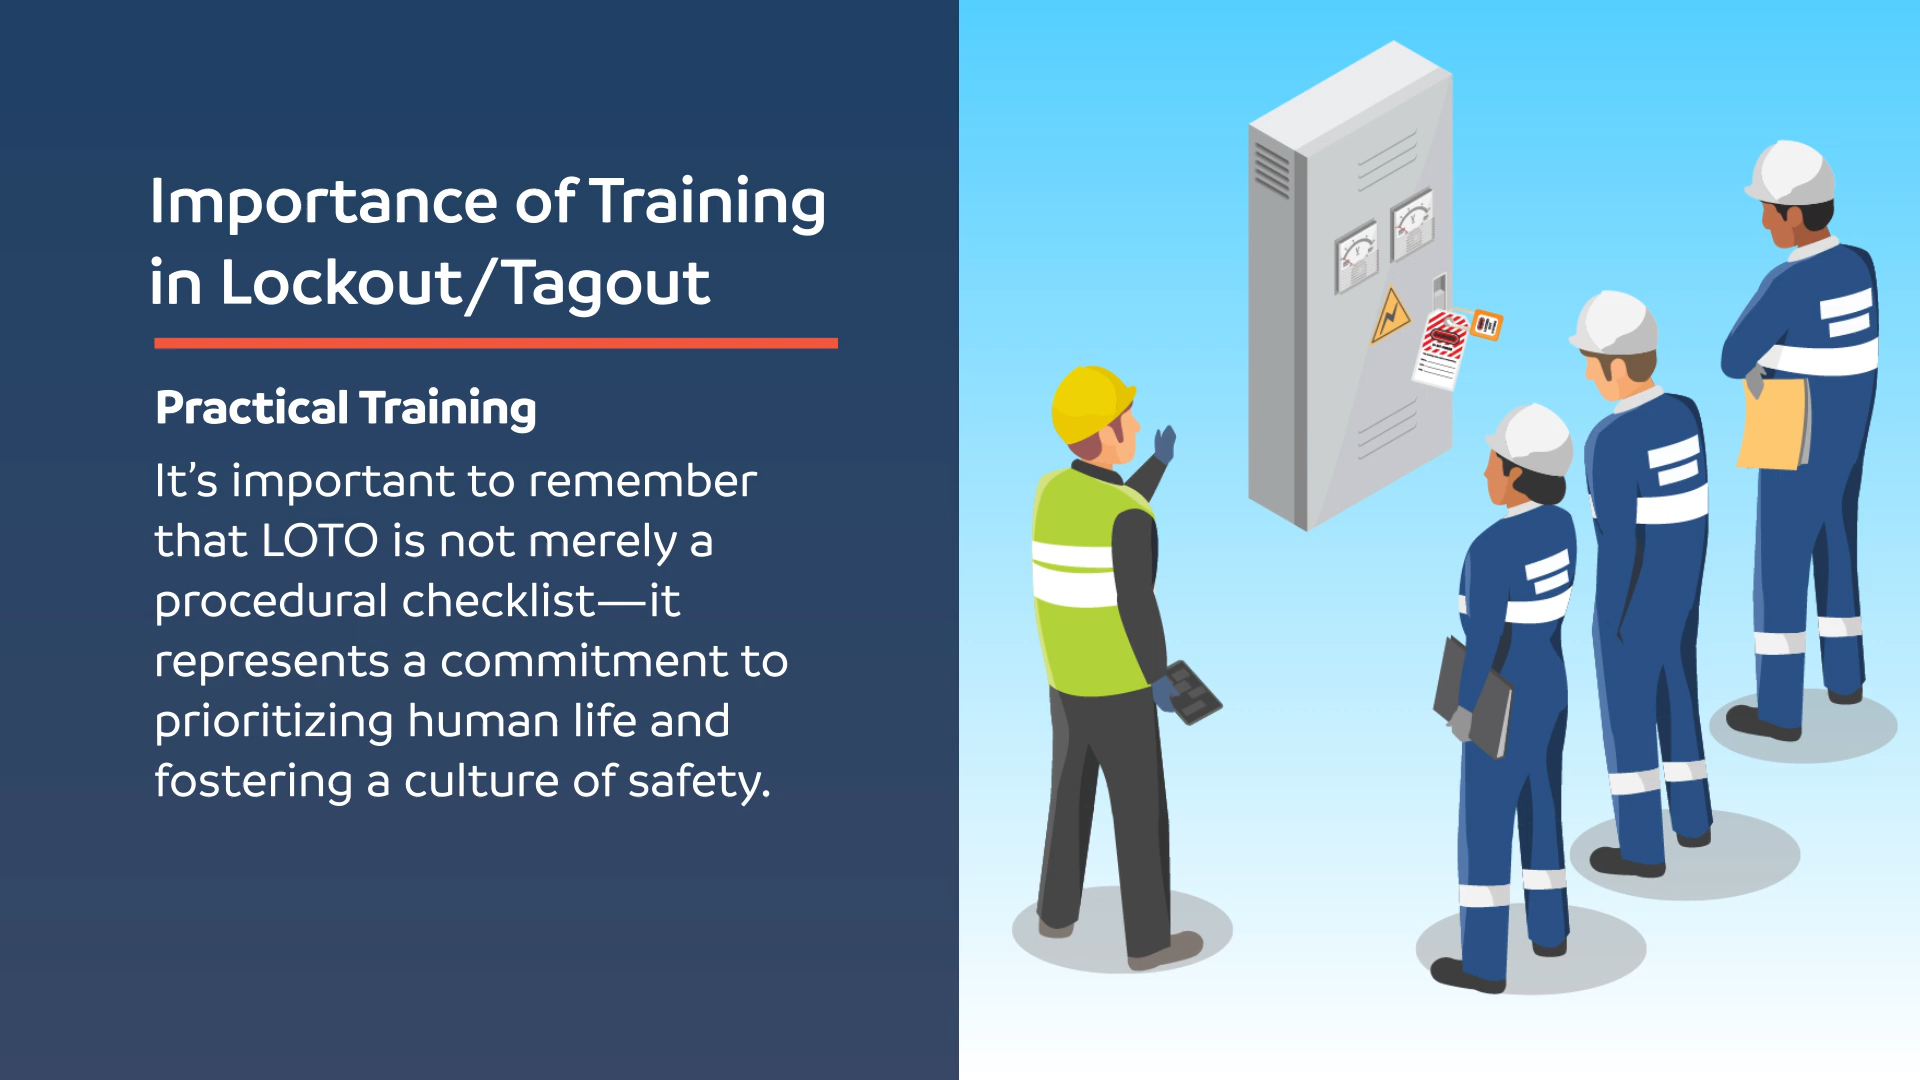 Importance of Training
in Lockout/Tagout
Practical Training
It’s important to remember
that LOTO is not merely a
procedural checklist—it
represents a commitment to
prioritizing human life and
fostering a culture of safety.